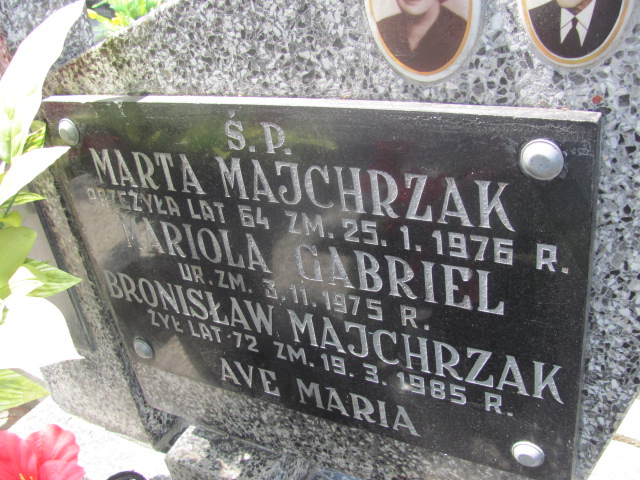 Ś. P.
MARTA MAJCHRZAK
PRZEŻYŁA LAT 64 ZM. 25. 1. 1976 R.
MARIOLA GABRIEL
UR. ZM. 3. 11. 1975 R.
BRONISŁAW MAJCHRZAK
ŻYŁ LAT 72 ZM. 19. 3. 1985 R.
AVE MARIA